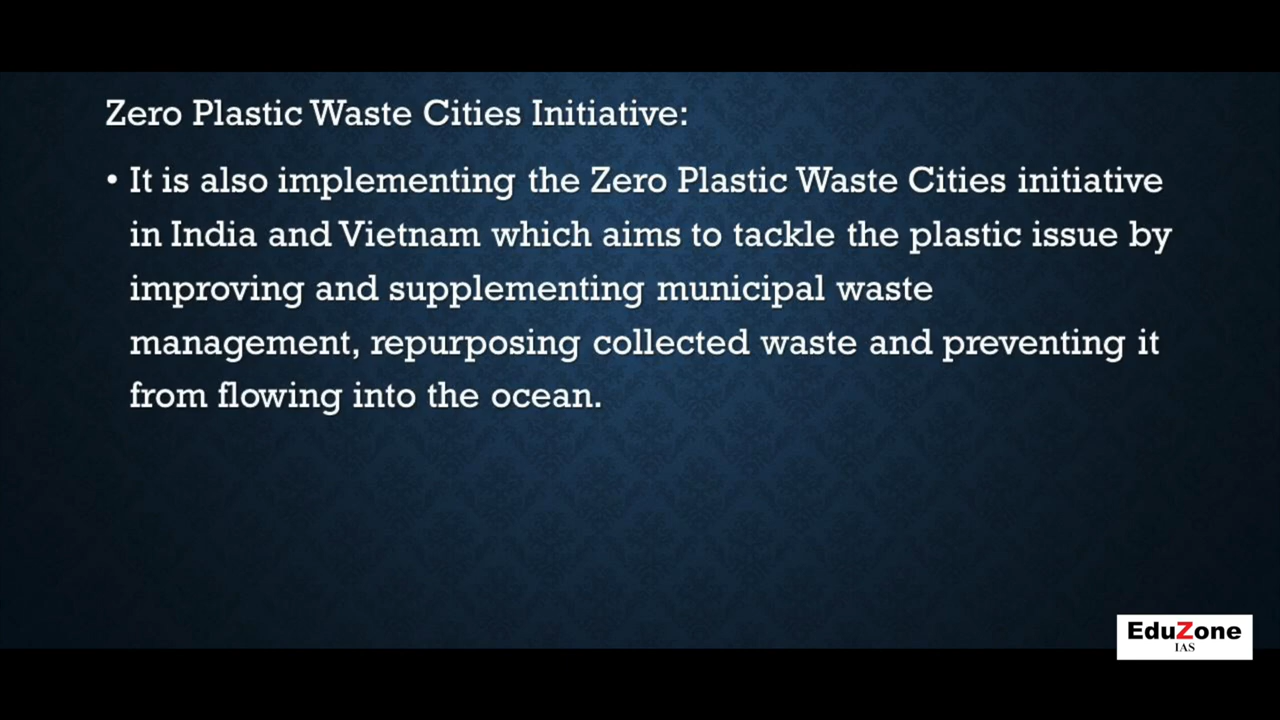 Zero Plastic Waste Cities Initiative:
• It is also implementing the Zero Plastic Waste Cities initiative
in India and Vietnam which aims to tackle the plastic issue by
improving and supplementing municipal waste
management, repurposing collected waste and preventing it
from flowing into the ocean.
EduZone
IAS